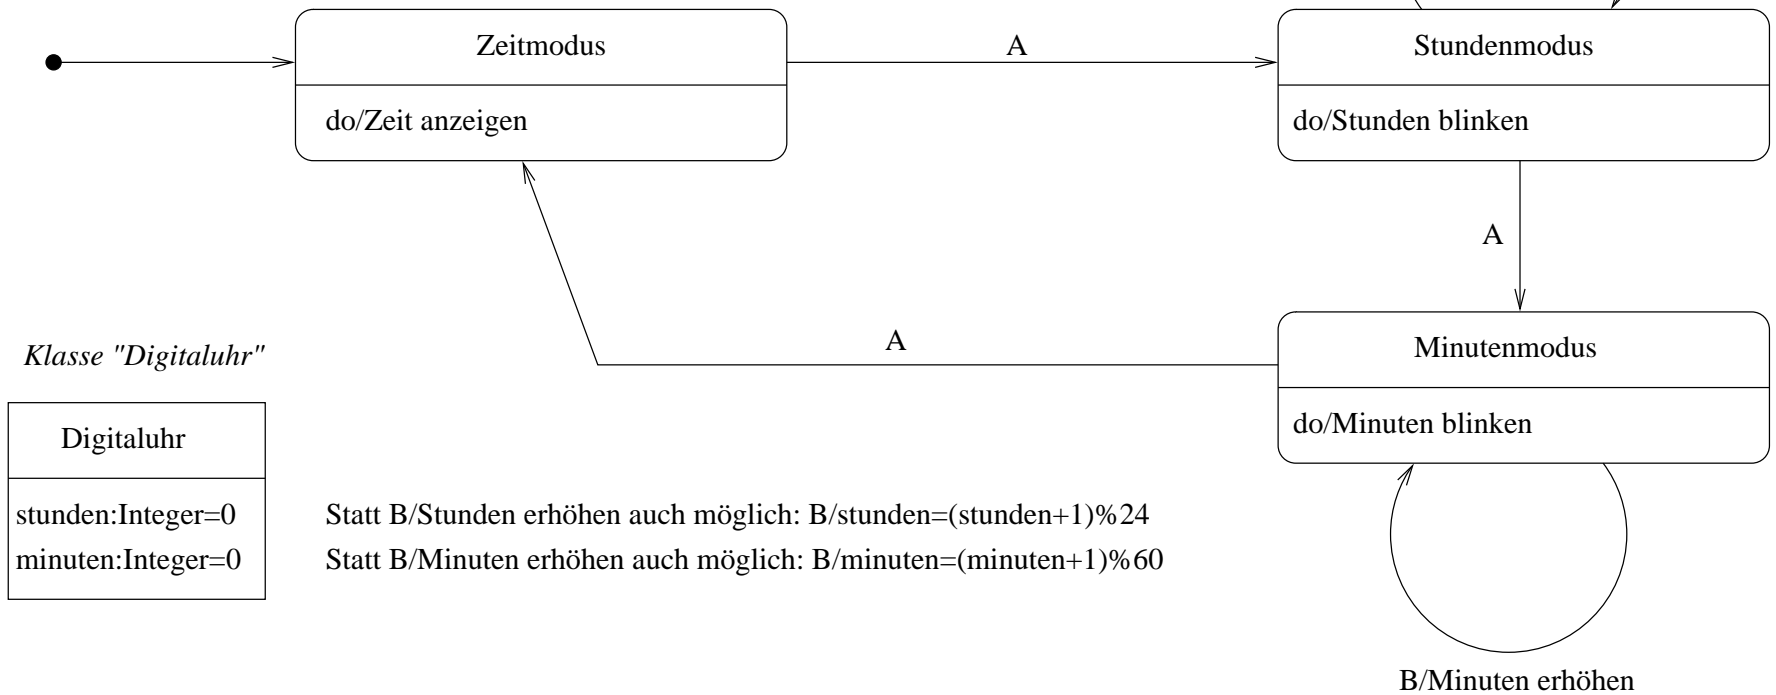 Zeitmodus
do/Zeit anzeigen
A
Stundenmodus
do/Stunden blinken
A
Minutenmodus
do/Minuten blinken
A
B/Minuten erhöhen
Klasse "Digitaluhr"
Digitaluhr
stunden:Integer=0
minuten:Integer=0
Statt B/Stunden erhöhen auch möglich: B/stunden=(stunden+1)%24
Statt B/Minuten erhöhen auch möglich: B/minuten=(minuten+1)%60